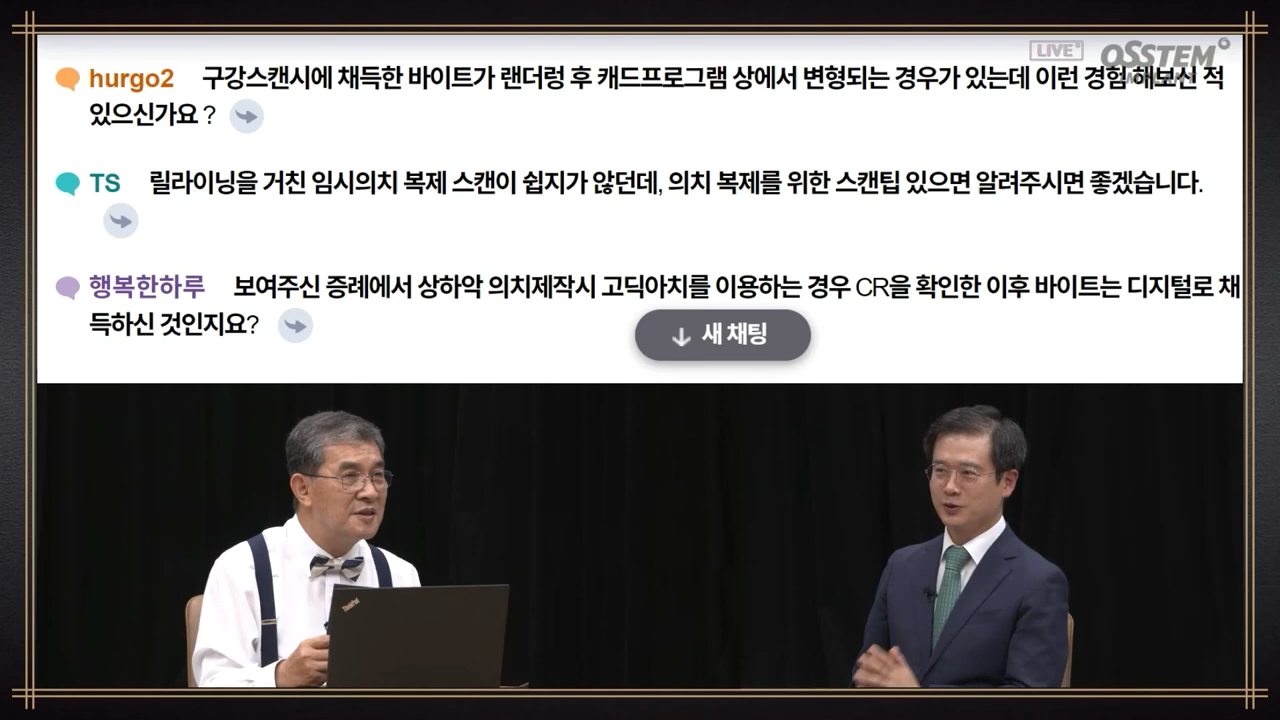 LIVE
OSSTEM
hurgo2 구강스캔시에 채득한 바이트가 랜더링 후 캐드프로그램 상에서 변형되는 경우가 있는데 이런 경험 해보신 적
있으신가요 ?
TS 릴라이닝을 거친 임시의치 복제 스캔이 쉽지가 않던데, 의치 복제를 위한 스캔팁 있으면 알려주시면 좋겠습니다.
행복한하루 보여주신 증례에서 상하악 의치제작시 고딕아치를 이용하는 경우 CR을 확인한 이후 바이트는 디지털로 채
득하신 것인지요?
↓ 새 채팅
ThinkPad